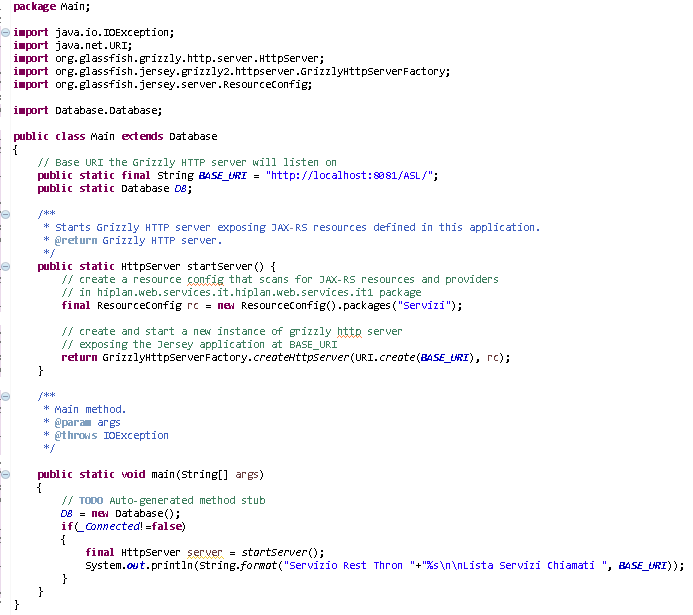 package Main;
import java.io.IOException;
import java.net.URI;
import org.glassfish.grizzly.http.server.HttpServer;
import org.glassfish.jersey.grizzly2.httpserver.GrizzlyHttpServerFactory;
import org.glassfish.jersey.server.ResourceConfig;
import Database.Database;
public class Main extends Database
{
// Base URI the Grizzly HTTP server will listen on
public static final String BASE_URI = "http://localhost:8081/ASL/";
public static Database DB;
/**
* Starts Grizzly HTTP server exposing JAX-RS resources defined in this application.
* @return Grizzly HTTP server.
*/
public static HttpServer startServer() {
// create a resource config that scans for JAX-RS resources and providers
// in hiplan.web.services.it.hiplan.web.services.it1 package
final ResourceConfig rc = new ResourceConfig().packages("Servizi");
// create and start a new instance of grizzly http server
// exposing the Jersey application at BASE_URI
return GrizzlyHttpServerFactory.createHttpServer(URI.create(BASE_URI), rc);
}
/**
* Main method.
* @param args
* @throws IOException
*/
public static void main(String[] args)
{
// TODO Auto-generated method stub
DB = new Database();
if(_Connected!=false)
{
final HttpServer server = startServer();
System.out.println(String.format("Servizio Rest Thron "+"%s\n\nLista Servizi Chiamati ", BASE_URI));
}
}
}